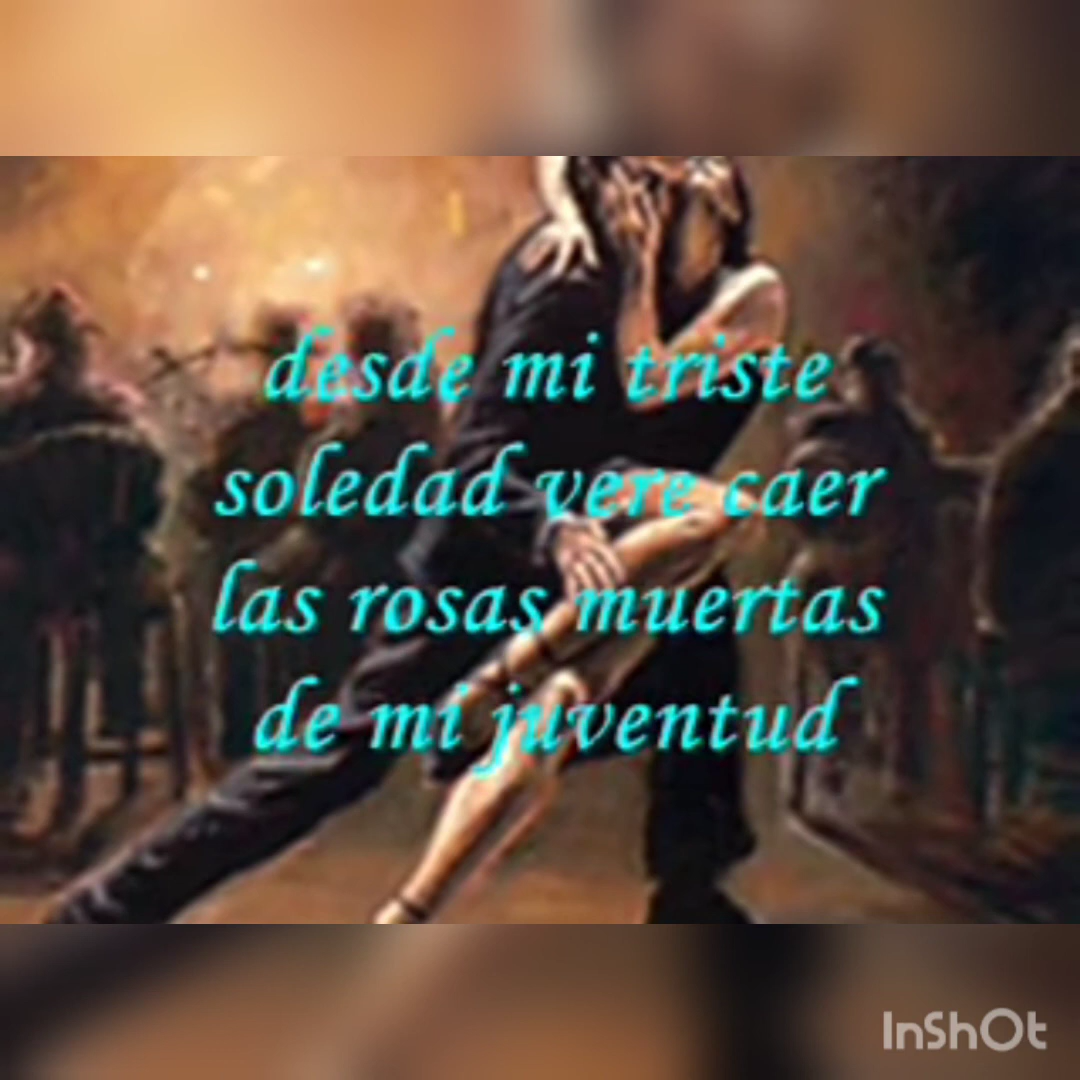 desde mi triste
soledad vere caer
las rosas muertas
de mi juventud
InShOt